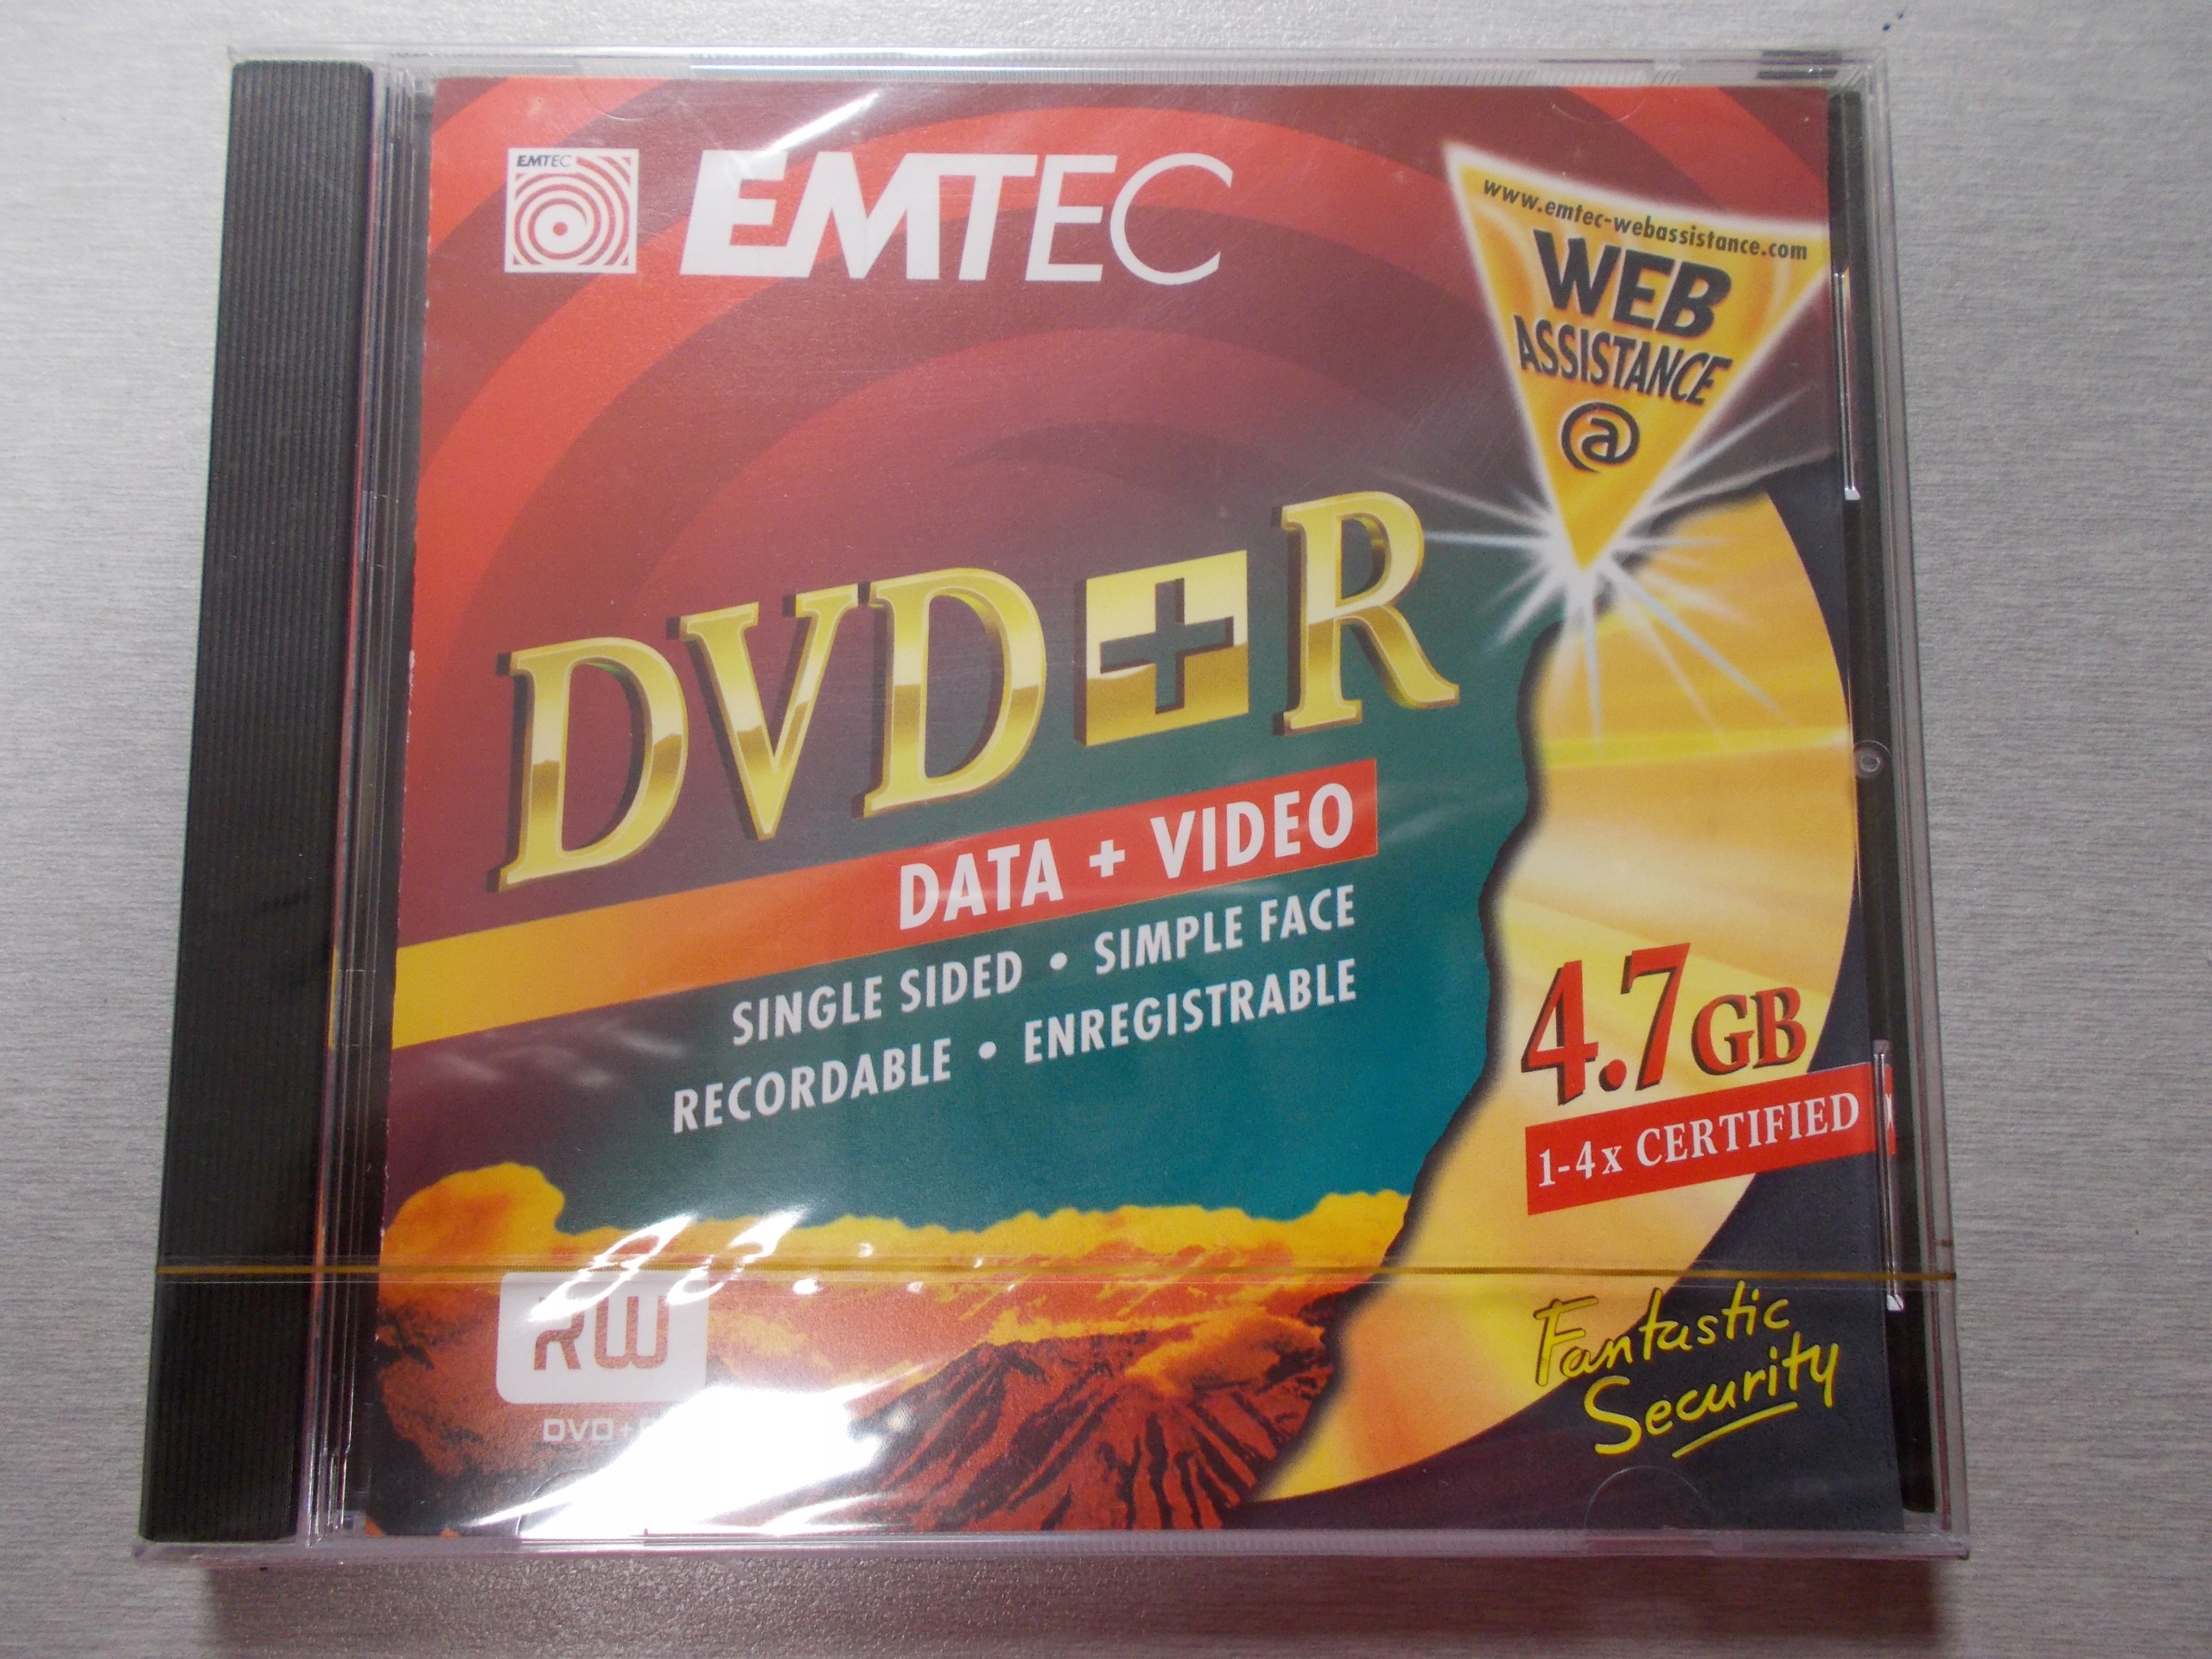 EMTEC
EMTEC
www.emtec-webassistance.com
WEB
ASSISTANCE
@
DVD+R
DATA + VIDEO
SINGLE SIDED • SIMPLE FACE
RECORDABLE • ENREGISTRABLE
4.7GB
1-4x CERTIFIED
RW
Fantastic
Security